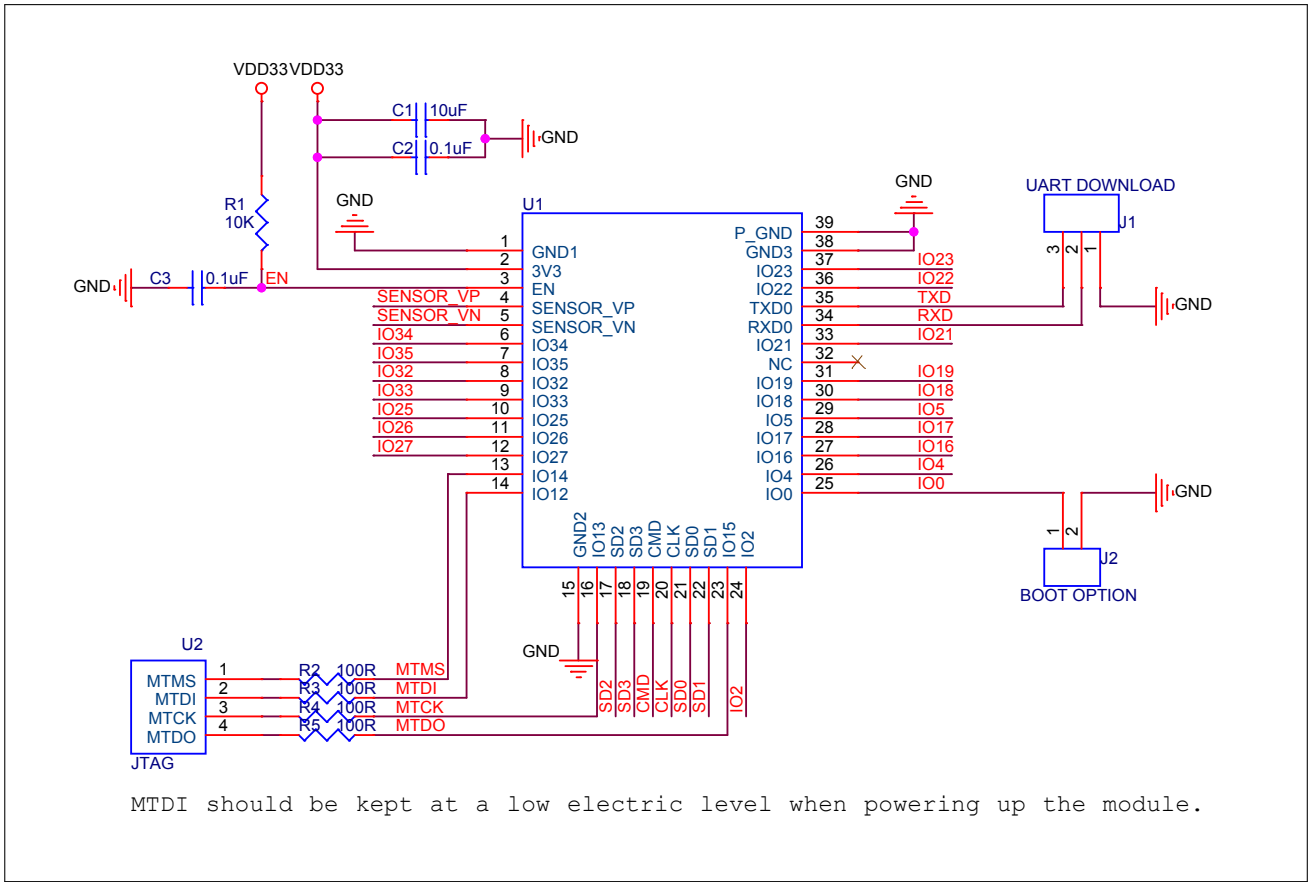 VDD33 VDD33
C1 10uF
C2 0.1uF
GND
R1
10K
GND
C3 0.1uF
EN
GND
U1
GND
UART DOWNLOAD
J1
3 2 1
GND
1 GND1
2 3V3
3 EN
SENSOR_VP 4 SENSOR_VP
SENSOR_VN 5 SENSOR_VN
IO34 6 IO34
IO35 7 IO35
IO32 8 IO32
IO33 9 IO33
IO25 10 IO25
IO26 11 IO26
IO27 12 IO27
13 IO14
14 IO12
P_GND 39
GND3 38
IO23 37 IO23
IO22 36 IO22
TXD0 35 TXD
RXD0 34 RXD
IO21 33 IO21
NC 32
IO19 31 IO19
IO18 30 IO18
IO5 29 IO5
IO17 28 IO17
IO16 27 IO16
IO4 26 IO4
IO0 25 IO0
GND
1 2
J2
BOOT OPTION
GND2 IO13 SD2 SD3 CMD CLK SD0 SD1 IO15 IO2
15 16 17 18 19 20 21 22 23 24
GND
SD2 SD3 CMD CLK SD0 SD1 IO2
U2
MTMS 1 R2 100R MTMS
MTDI 2 R3 100R MTDI
MTCK 3 R4 100R MTCK
MTDO 4 R5 100R MTDO
JTAG
MTDI should be kept at a low electric level when powering up the module.